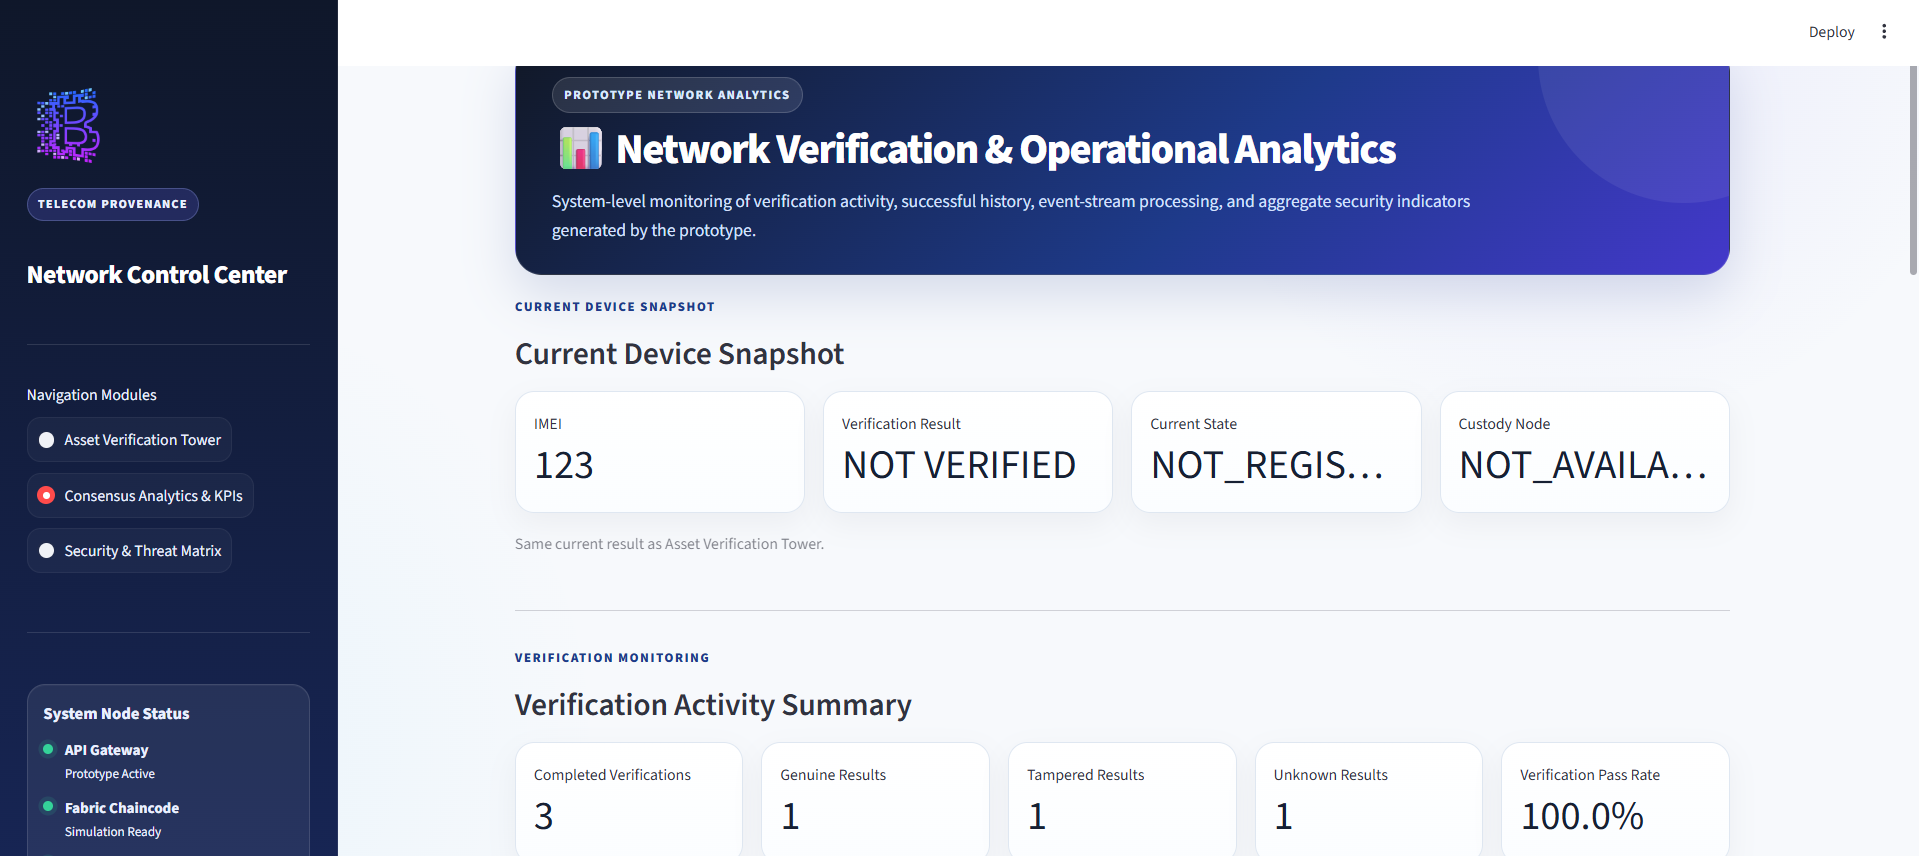 Deploy
TELECOM PROVENANCE
Network Control Center
Navigation Modules
Asset Verification Tower
Consensus Analytics & KPIs
Security & Threat Matrix
System Node Status
API Gateway
Prototype Active
Fabric Chaincode
Simulation Ready
PROTOTYPE NETWORK ANALYTICS
Network Verification & Operational Analytics
System-level monitoring of verification activity, successful history, event-stream processing, and aggregate security indicators
generated by the prototype.
CURRENT DEVICE SNAPSHOT
Current Device Snapshot
IMEI
123
Verification Result
NOT VERIFIED
Current State
NOT_REGIS...
Custody Node
NOT_AVAILA...
Same current result as Asset Verification Tower.
VERIFICATION MONITORING
Verification Activity Summary
Completed Verifications
3
Genuine Results
1
Tampered Results
1
Unknown Results
1
Verification Pass Rate
100.0%